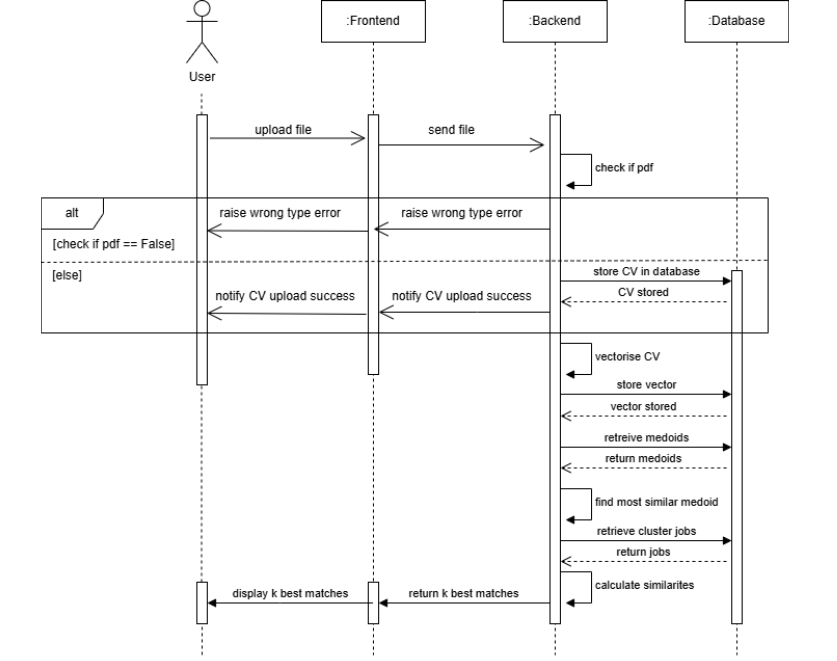 :Frontend
:Backend
:Database
User
upload file
send file
check if pdf
alt
raise wrong type error
raise wrong type error
[check if pdf == False]
[else]
store CV in database
CV stored
notify CV upload success
notify CV upload success
vectorise CV
store vector
vector stored
retreive medoids
return medoids
find most similar medoid
retrieve cluster jobs
return jobs
calculate similarites
display k best matches
return k best matches